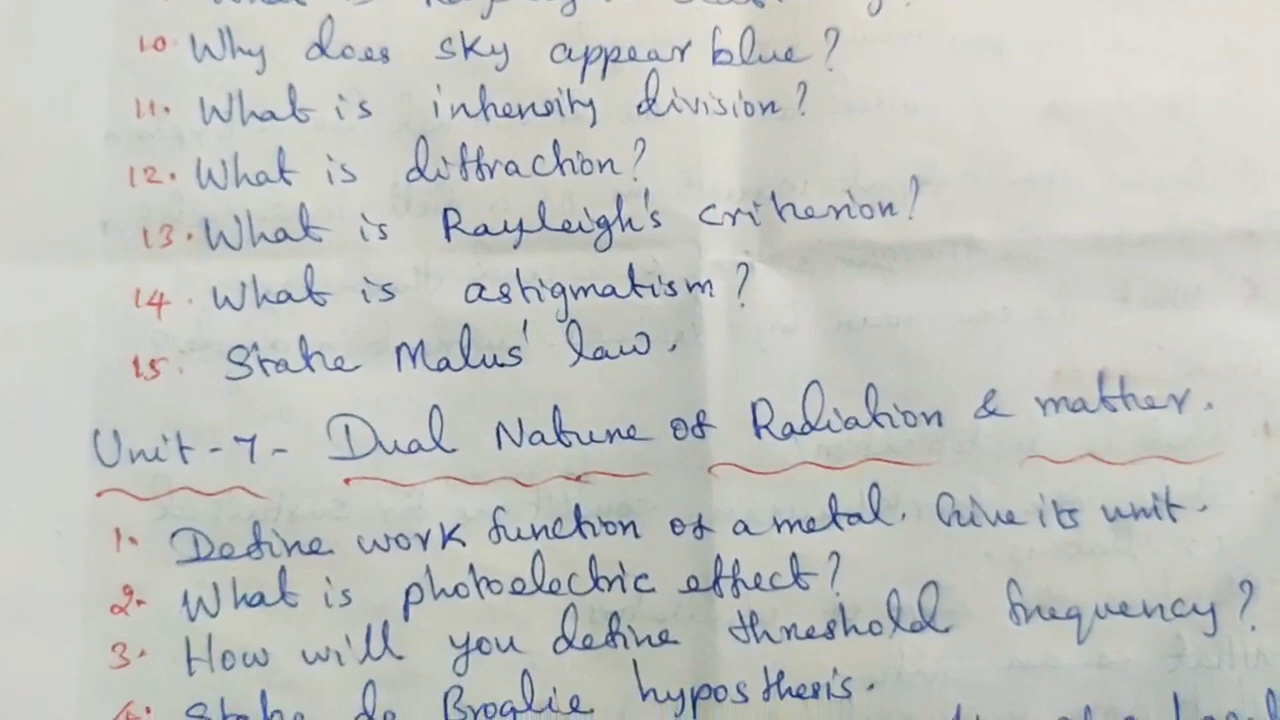 10. Why does sky appear blue?
11. What is intensity division?
12. What is diffraction?
13. What is Rayleigh's criterion?
14. What is astigmatism?
15. State Malus' law.
Unit-7- Dual Nature of Radiation & matter.
1. Define work function of a metal. Give its unit.
2. What is photoelectric effect?
3. How will you define threshold frequency?
4. State de Broglie hyposthesis.